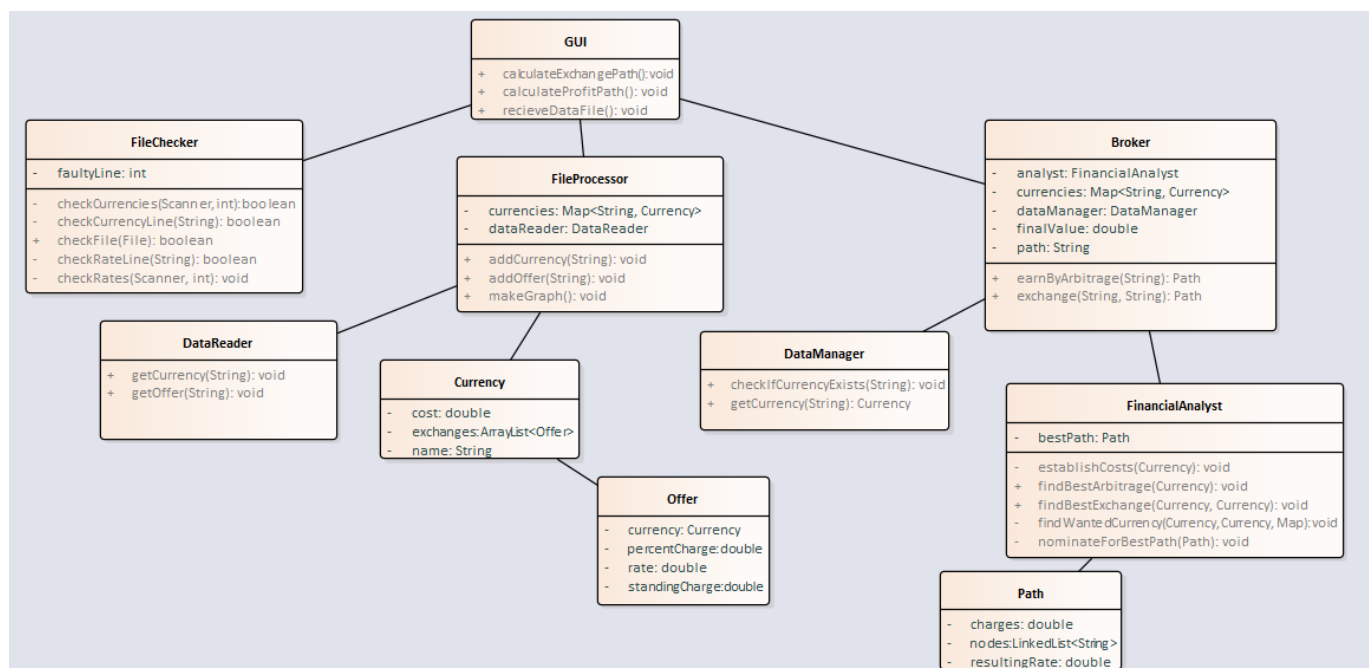 GUI
+ calculateExchangePath():void
+ calculateProfitPath(): void
+ recieveDataFile(): void
FileChecker
- faultyLine: int
- checkCurrencies(Scanner,int):boolean
- checkCurrencyLine(String): boolean
+ checkFile(File): boolean
- checkRateLine(String): boolean
- checkRates(Scanner, int): void
FileProcessor
- currencies: Map<String, Currency>
- dataReader: DataReader
+ addCurrency(String): void
+ addOffer(String): void
+ makeGraph(): void
Broker
- analyst: FinancialAnalyst
- currencies: Map<String, Currency>
- dataManager: DataManager
- finalValue: double
- path: String
+ earnByArbitrage(String): Path
+ exchange(String, String): Path
DataReader
+ getCurrency(String): void
+ getOffer(String): void
Currency
- cost: double
- exchanges:ArrayList<Offer>
- name: String
DataManager
+ checkIfCurrencyExists(String): void
+ getCurrency(String): Currency
FinancialAnalyst
- bestPath: Path
- establishCosts(Currency): void
+ findBestArbitrage(Currency): void
+ findBestExchange(Currency, Currency): void
- findWantedCurrency(Currency,Currency, Map):void
- nominateForBestPath(Path): void
Offer
- currency: Currency
- percentCharge:double
- rate: double
- standingCharge:double
Path
- charges: double
- nodes:LinkedList<String>
- resultingRate: double